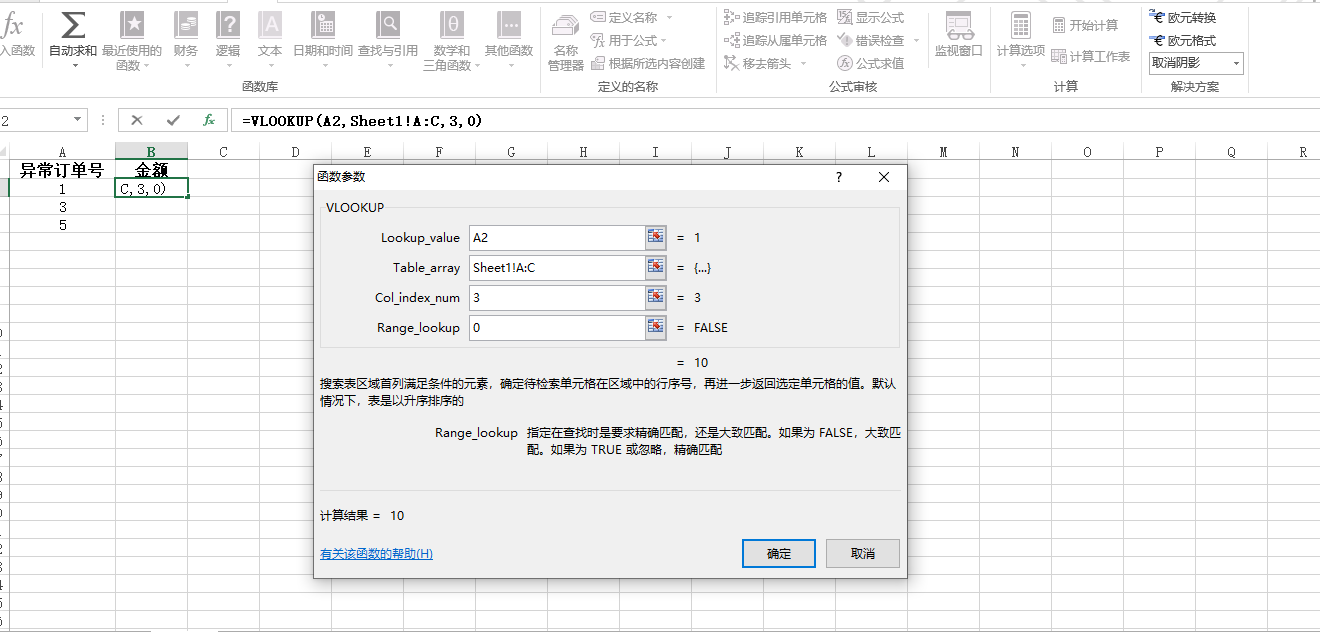 fx
入函数
Σ
自动求和
最近使用的
函数
财务
逻辑
文本
日期和时间
查找与引用
数学和
三角函数
其他函数
函数库
名称
管理器
定义名称
用于公式
根据所选内容创建
定义的名称
追踪引用单元格
追踪从属单元格
移去箭头
显示公式
错误检查
公式求值
公式审核
监视窗口
计算选项
开始计算
计算工作表
计算
欧元转换
欧元格式
取消阴影
解决方案
2
fx
=VLOOKUP(A2,Sheet1!A:C,3,0)
A B C D E F G H I J K L M N O P Q R
异常订单号 金额
1 C,3,0)
3
5
函数参数 ?
VLOOKUP
Lookup_value A2 = 1
Table_array Sheet1!A:C = {...}
Col_index_num 3 = 3
Range_lookup 0 = FALSE
= 10
搜索表区域首列满足条件的元素，确定待检索单元格在区域中的行序号，再进一步返回选定单元格的值。默认
情况下，表是以升序排序的
Range_lookup 指定在查找时是要求精确匹配，还是大致匹配。如果为 FALSE，大致匹
配。如果为 TRUE 或忽略，精确匹配
计算结果 = 10
有关该函数的帮助(H)
确定
取消